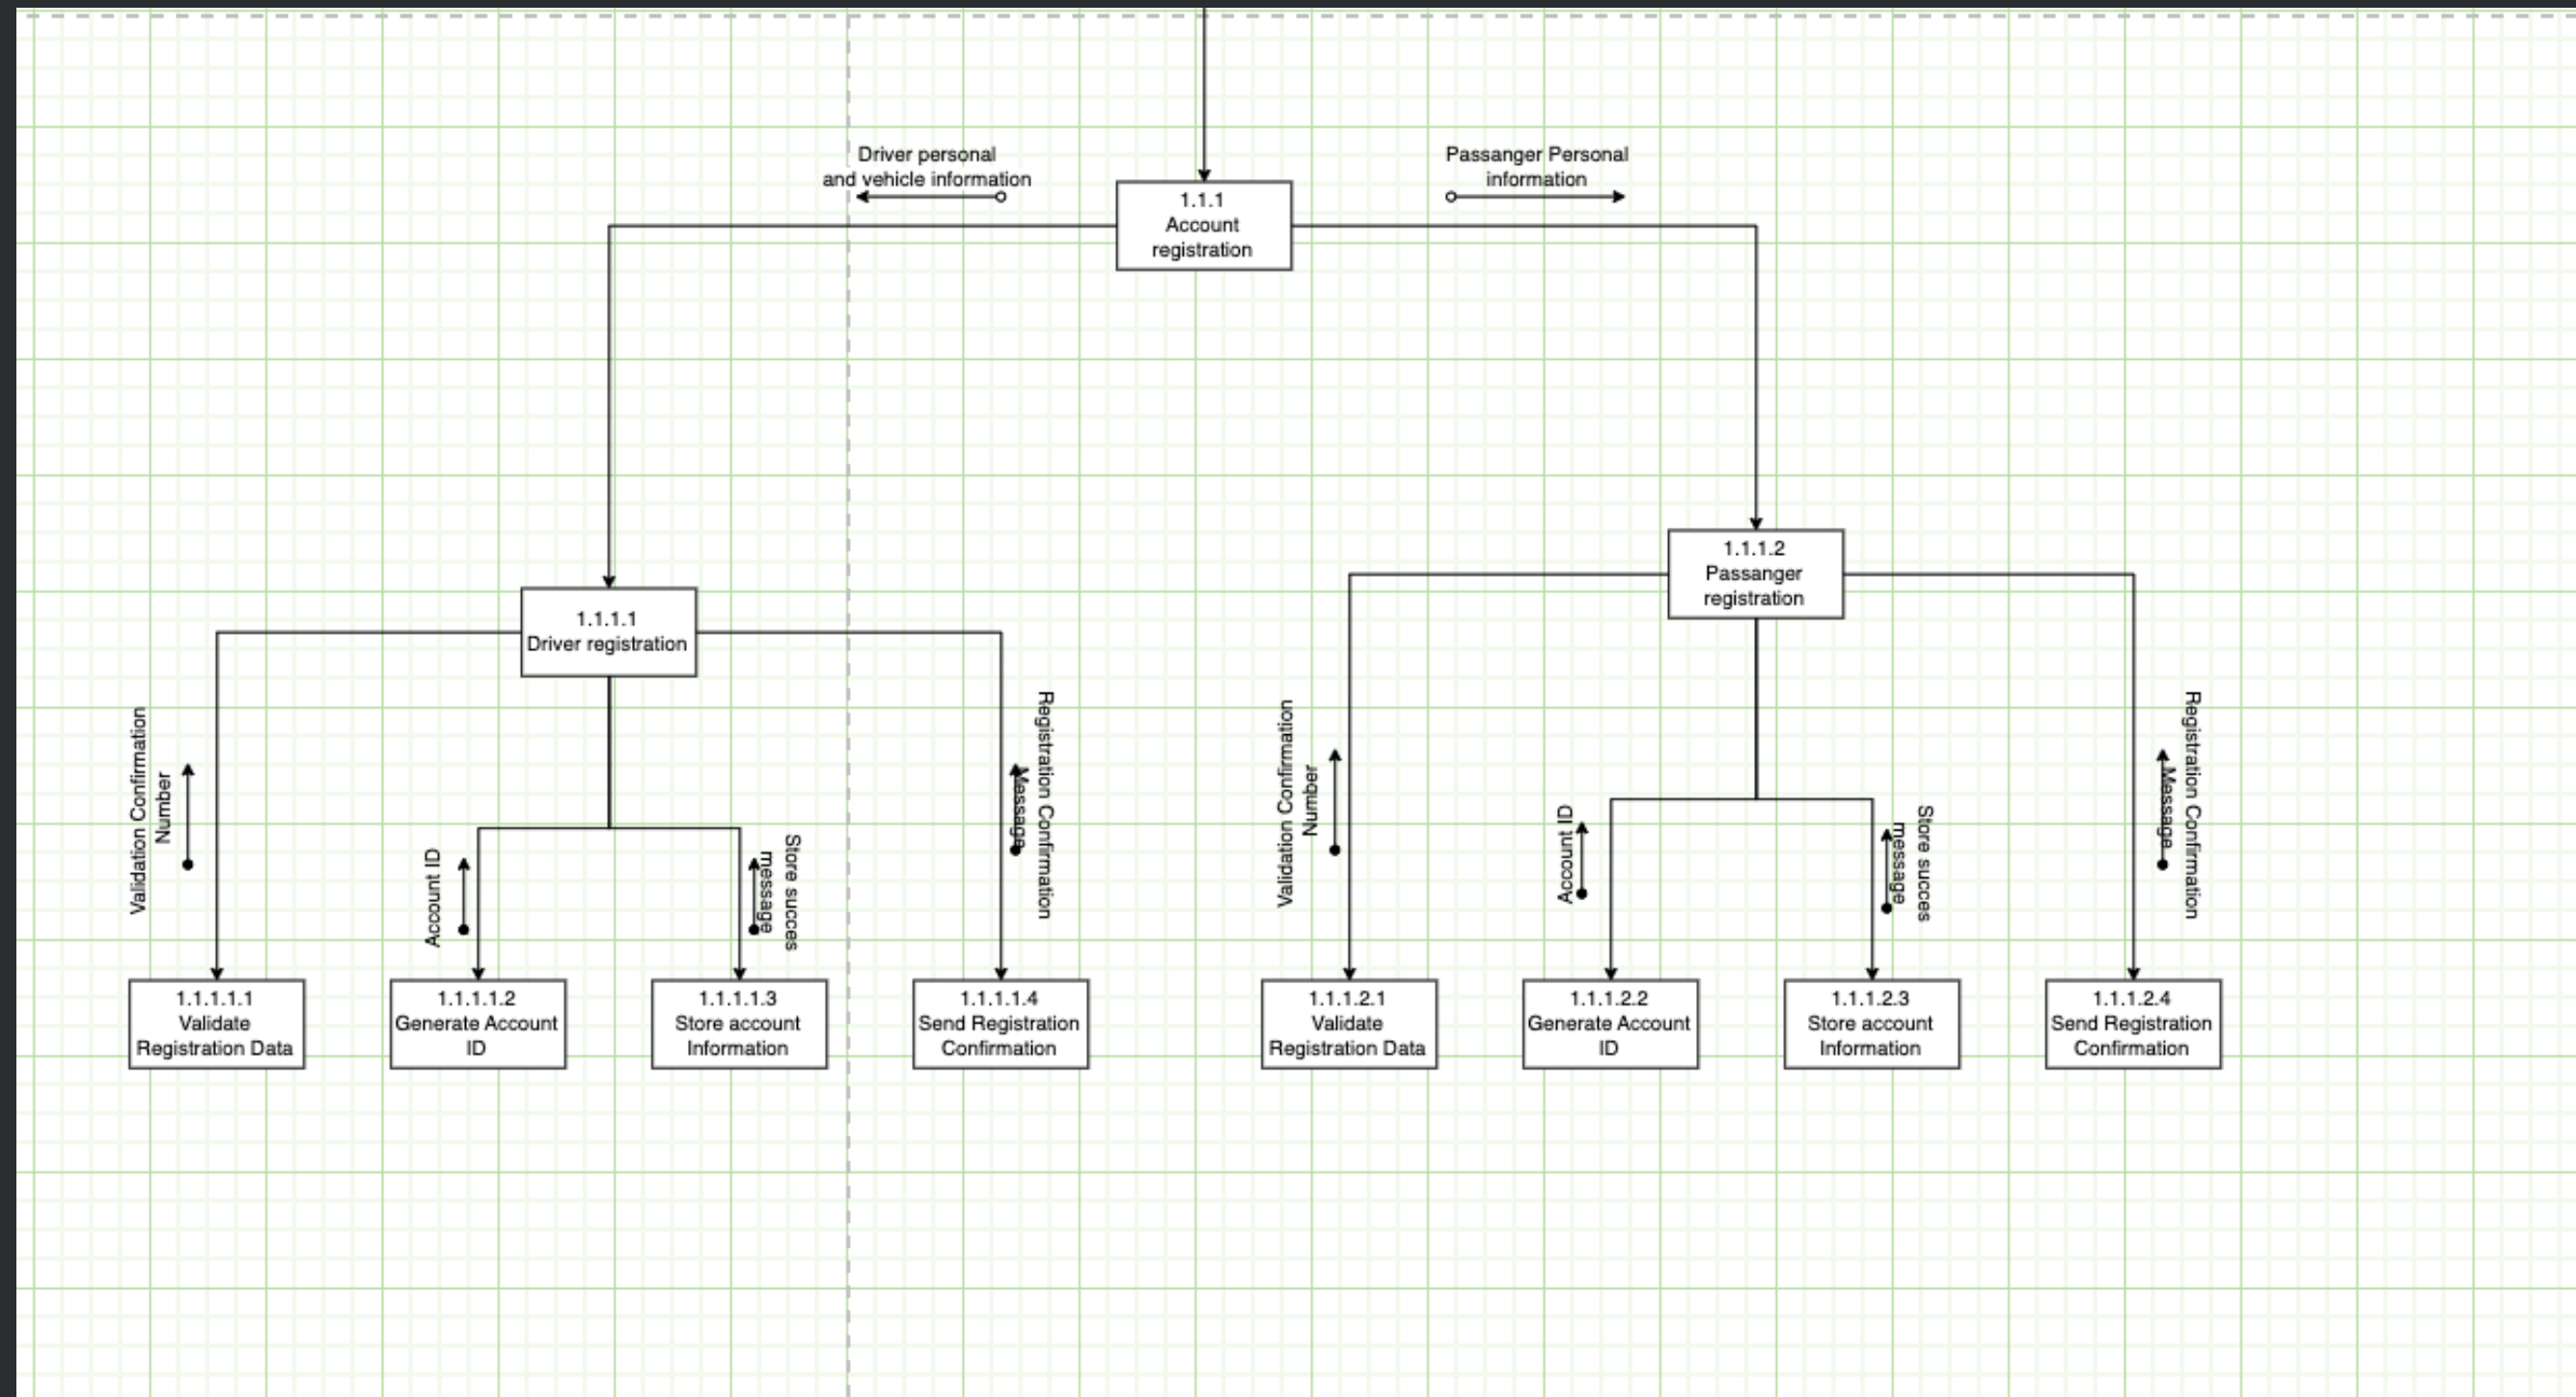 Driver personal
and vehicle information
Passanger Personal
information
1.1.1
Account
registration
1.1.1.2
Passanger
registration
1.1.1.1
Driver registration
Validation Confirmation
Number
Account ID
Store succes
message
Registration Confirmation
Message
Validation Confirmation
Number
Account ID
Store succes
message
Registration Confirmation
Message
1.1.1.1.1
Validate
Registration Data
1.1.1.1.2
Generate Account
ID
1.1.1.1.3
Store account
Information
1.1.1.1.4
Send Registration
Confirmation
1.1.1.2.1
Validate
Registration Data
1.1.1.2.2
Generate Account
ID
1.1.1.2.3
Store account
Information
1.1.1.2.4
Send Registration
Confirmation